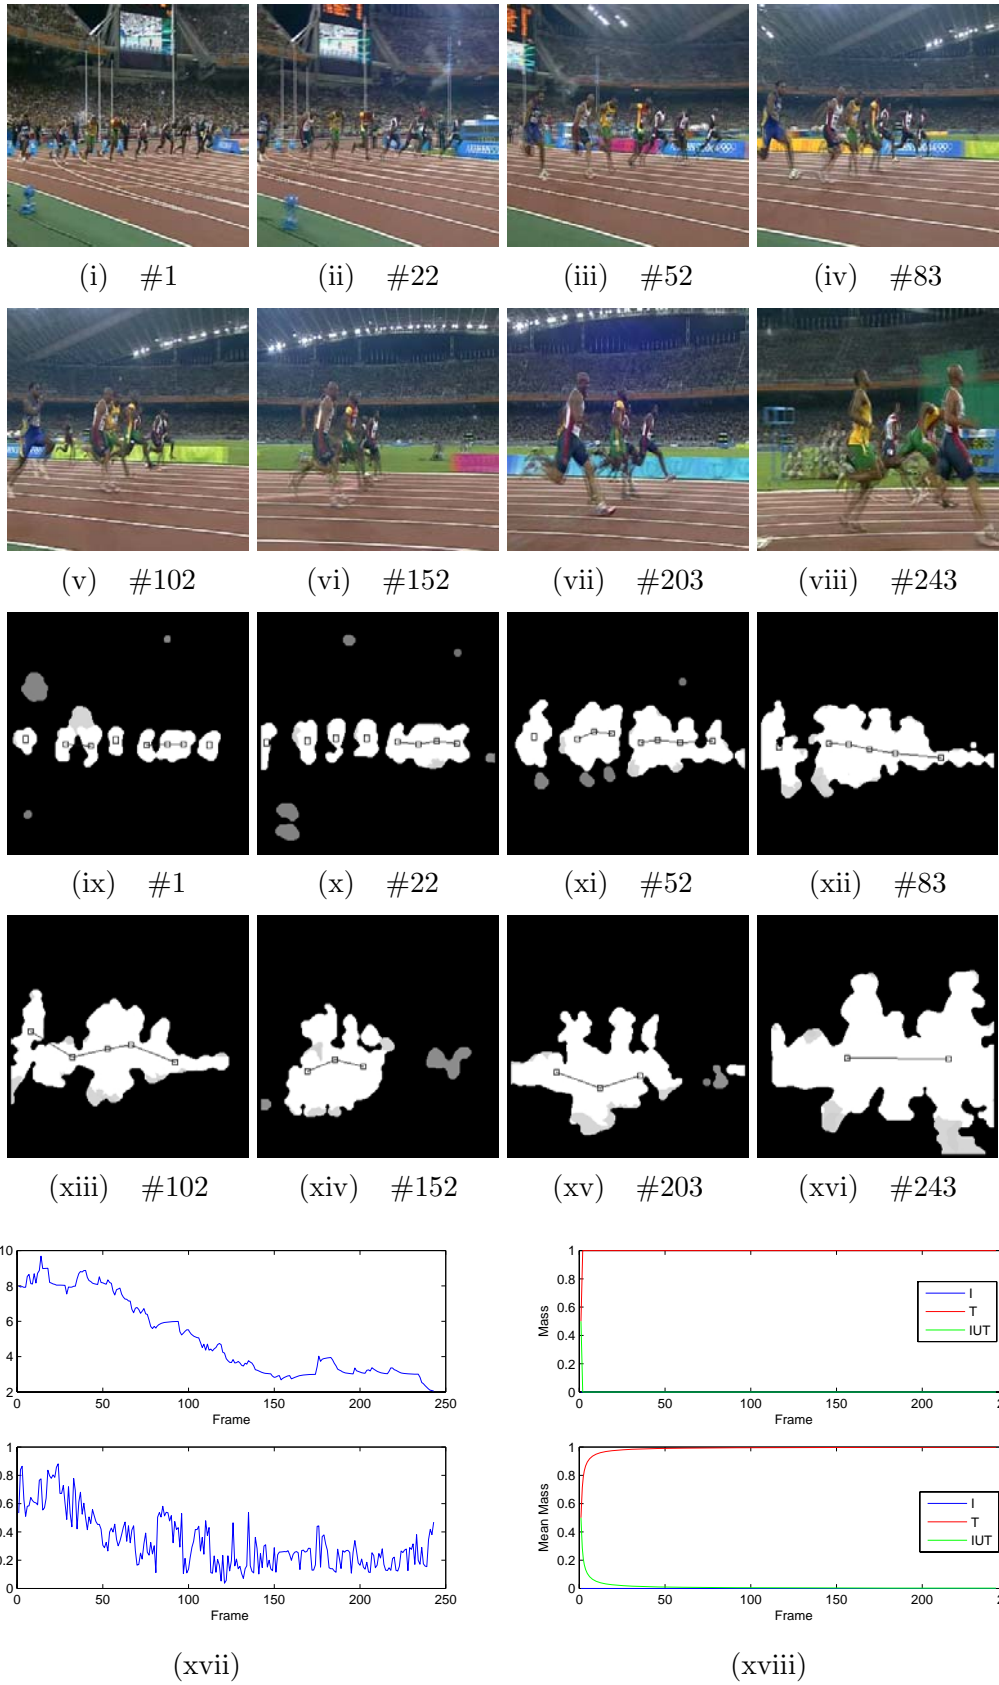 (i) #1 (ii) #22 (iii) #52 (iv) #83
(v) #102 (vi) #152 (vii) #203 (viii) #243
(ix) #1 (x) #22 (xi) #52 (xii) #83
(xiii) #102 (xiv) #152 (xv) #203 (xvi) #243
10
8
6
4
2
0 50 100 150 200 250
Frame
1
0.8
0.6
0.4
0.2
0
0 50 100 150 200 250
Frame
(xvii)
Mass
1
0.8
0.6
0.4
0.2
0
0 50 100 150 200
Frame
I
T
IUT
Mean Mass
1
0.8
0.6
0.4
0.2
0
0 50 100 150 200
Frame
I
T
IUT
(xviii)